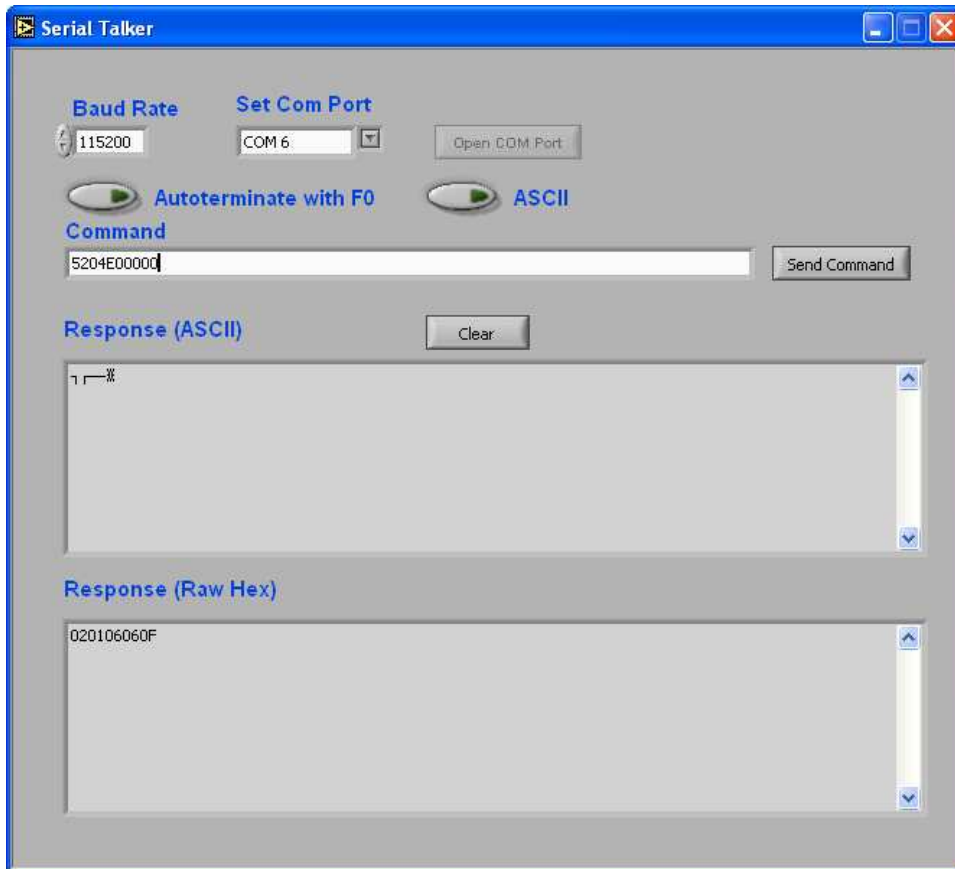 Serial Talker
Baud Rate
Set Com Port
115200
COM 6
Open COM Port
Autoterminate with F0
ASCII
Command
5204E00000
Send Command
Response (ASCII)
Clear
Response (Raw Hex)
020106060F